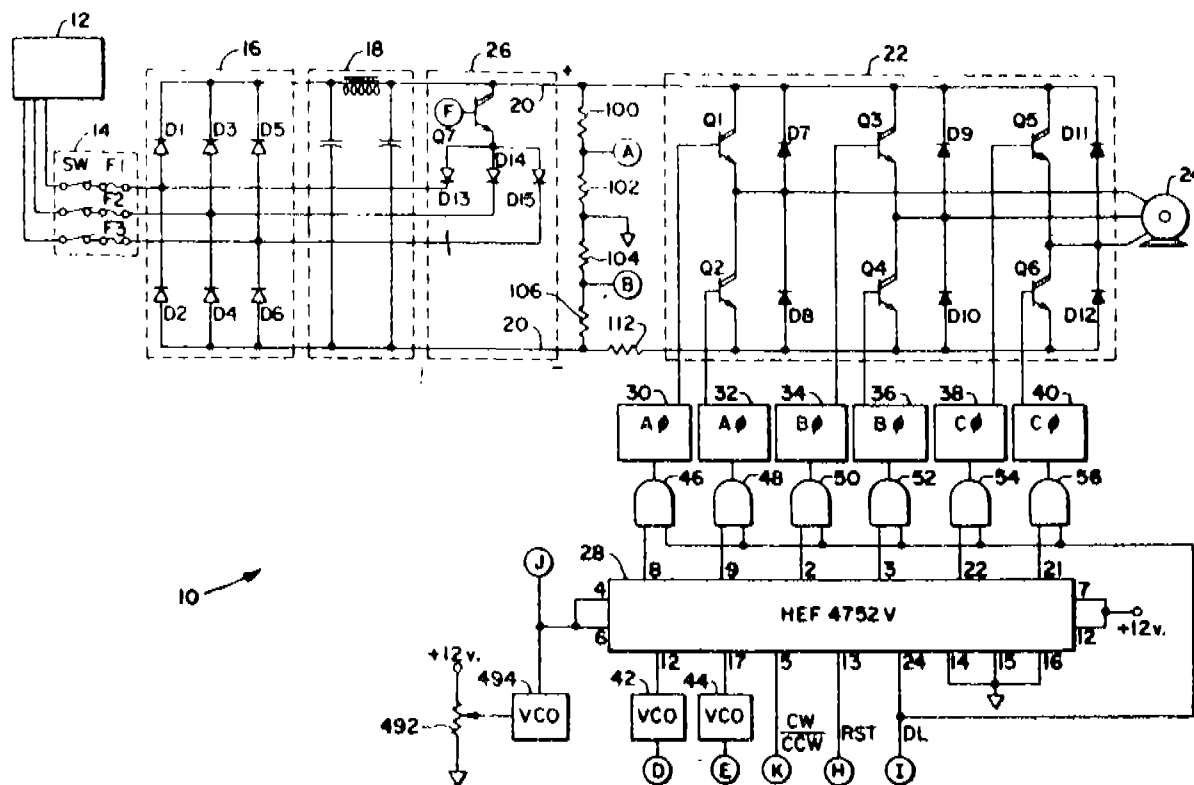 12
16
18
26
+
22
20
100
14
SW F1
D1
D3
D5
F
Q7
D14
A
Q1
D7
Q3
D9
Q5
D11
24
F2
D13
D15
102
F3
104
B
Q2
Q4
Q6
D2
D4
D6
106
D8
D10
D12
20
112
−
30
32
34
36
38
40
Aϕ
Aϕ
Bϕ
Bϕ
Cϕ
Cϕ
46
48
50
52
54
56
J
28
8
9
2
3
22
21
10
4
7
HEF 4752V
6
12
+12v.
+12v.
12
17
5
13
24
14
15
16
494
42
44
492
VCO
VCO
VCO
CW
CCW
RST
DL
D
E
K
H
I